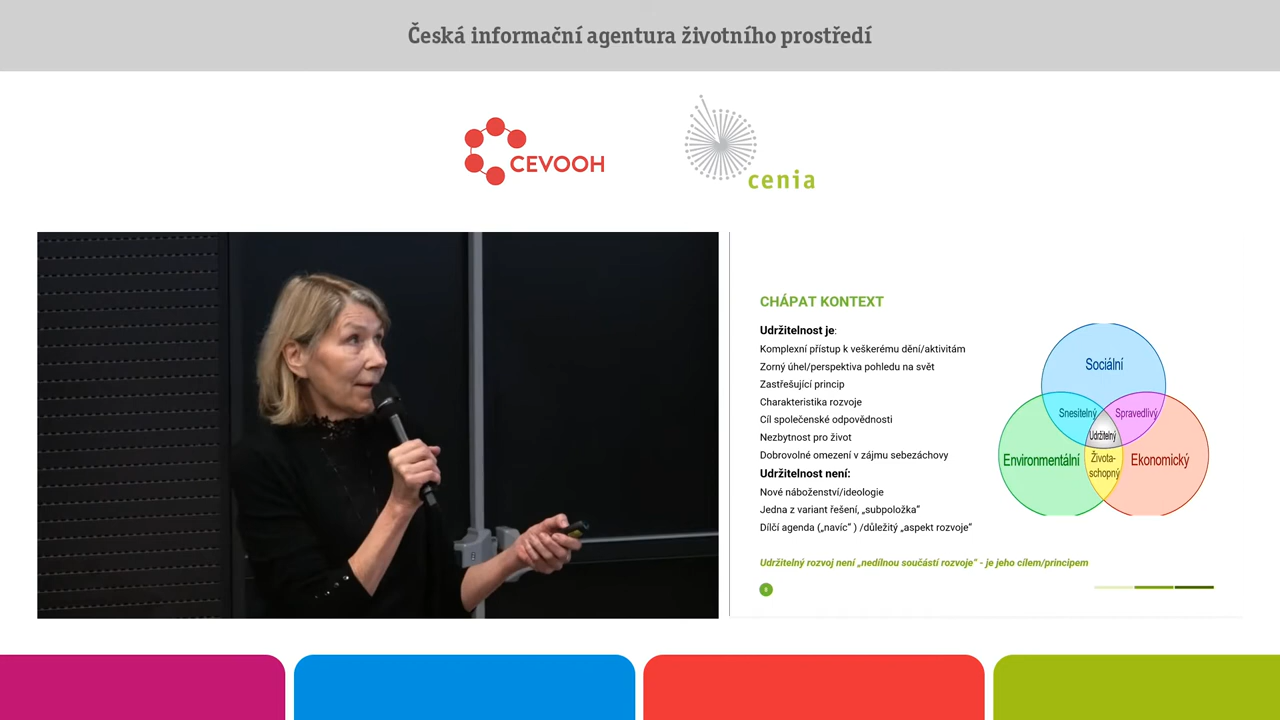 Česká informační agentura životního prostředí
CEVOOH
cenia
CHÁPAT KONTEXT
Udržitelnost je:
Komplexní přístup k veškerému dění/aktivitám
Zorný úhel/perspektiva pohledu na svět
Zastřešující princip
Charakteristika rozvoje
Cíl společenské odpovědnosti
Nezbytnost pro život
Dobrovolné omezení v zájmu sebezáchovy
Udržitelnost není:
Nové náboženství/ideologie
Jedna z variant řešení, „subpoložka"
Dílčí agenda („navíc" ) /důležitý „aspekt rozvoje"
Udržitelný rozvoj není „nedílnou součástí rozvoje" - je jeho cílem/principem
8
Sociální
Snesitelný
Spravedlivý
Udržitelný
Environmentální
Života-
schopný
Ekonomický